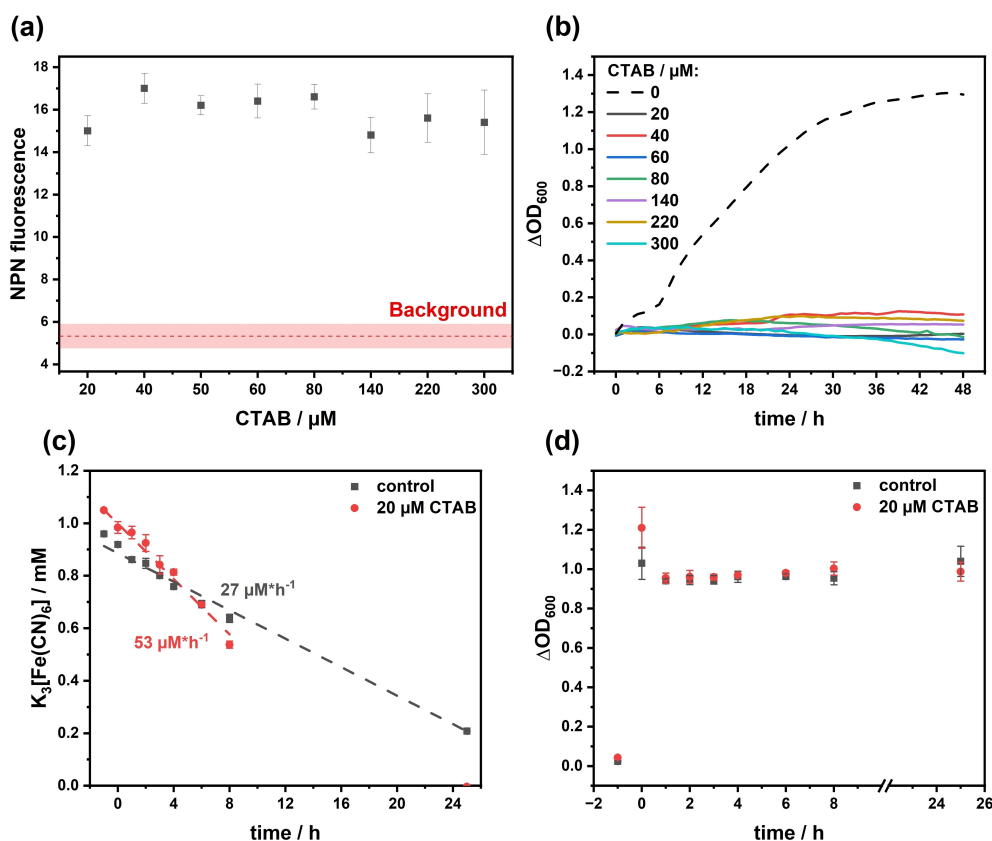 (a)
NPN fluorescence
18
16
14
12
10
8
6
4
Background
20 40 50 60 80 140 220 300
CTAB / µM
(b)
ΔOD600
1.4
1.2
1.0
0.8
0.6
0.4
0.2
0.0
−0.2
CTAB / µM:
0
20
40
60
80
140
220
300
0 6 12 18 24 30 36 42 48
time / h
(c)
K3[Fe(CN)6] / mM
1.2
1.0
0.8
0.6
0.4
0.2
0.0
control
20 µM CTAB
27 µM*h-1
53 µM*h-1
0 4 8 12 16 20 24
time / h
(d)
ΔOD600
1.4
1.2
1.0
0.8
0.6
0.4
0.2
0.0
control
20 µM CTAB
−2 0 2 4 6 8 24 26
time / h